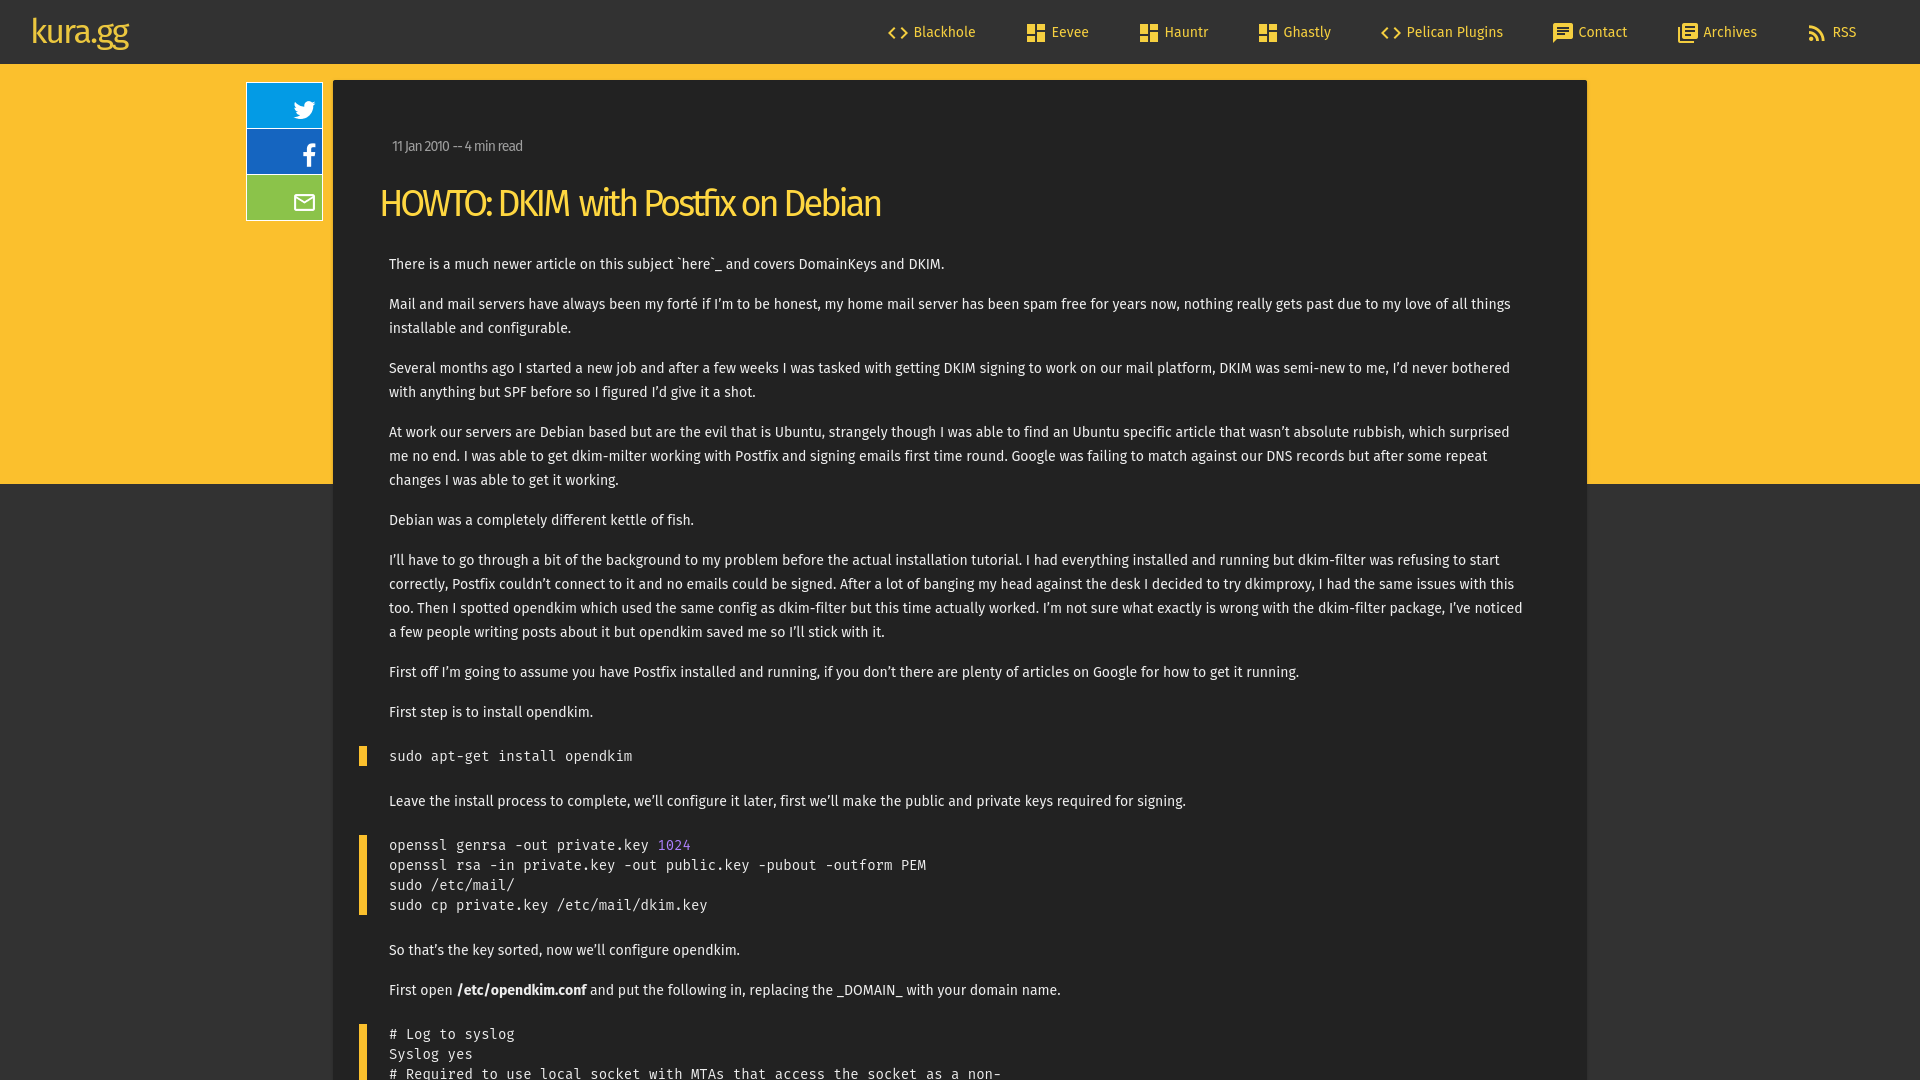 kura.gg
Blackhole
Eevee
Hauntr
Ghastly
Pelican Plugins
Contact
Archives
RSS
11 Jan 2010 -- 4 min read
HOWTO: DKIM with Postfix on Debian
There is a much newer article on this subject `here`_ and covers DomainKeys and DKIM.
Mail and mail servers have always been my forté if I’m to be honest, my home mail server has been spam free for years now, nothing really gets past due to my love of all things
installable and configurable.
Several months ago I started a new job and after a few weeks I was tasked with getting DKIM signing to work on our mail platform, DKIM was semi-new to me, I’d never bothered
with anything but SPF before so I figured I’d give it a shot.
At work our servers are Debian based but are the evil that is Ubuntu, strangely though I was able to find an Ubuntu specific article that wasn’t absolute rubbish, which surprised
me no end. I was able to get dkim-milter working with Postfix and signing emails first time round. Google was failing to match against our DNS records but after some repeat
changes I was able to get it working.
Debian was a completely different kettle of fish.
I’ll have to go through a bit of the background to my problem before the actual installation tutorial. I had everything installed and running but dkim-filter was refusing to start
correctly, Postfix couldn’t connect to it and no emails could be signed. After a lot of banging my head against the desk I decided to try dkimproxy, I had the same issues with this
too. Then I spotted opendkim which used the same config as dkim-filter but this time actually worked. I’m not sure what exactly is wrong with the dkim-filter package, I’ve noticed
a few people writing posts about it but opendkim saved me so I’ll stick with it.
First off I’m going to assume you have Postfix installed and running, if you don’t there are plenty of articles on Google for how to get it running.
First step is to install opendkim.
sudo apt-get install opendkim
Leave the install process to complete, we’ll configure it later, first we’ll make the public and private keys required for signing.
openssl genrsa -out private.key 1024
openssl rsa -in private.key -out public.key -pubout -outform PEM
sudo /etc/mail/
sudo cp private.key /etc/mail/dkim.key
So that’s the key sorted, now we’ll configure opendkim.
First open /etc/opendkim.conf and put the following in, replacing the _DOMAIN_ with your domain name.
# Log to syslog
Syslog yes
# Required to use local socket with MTAs that access the socket as a non-